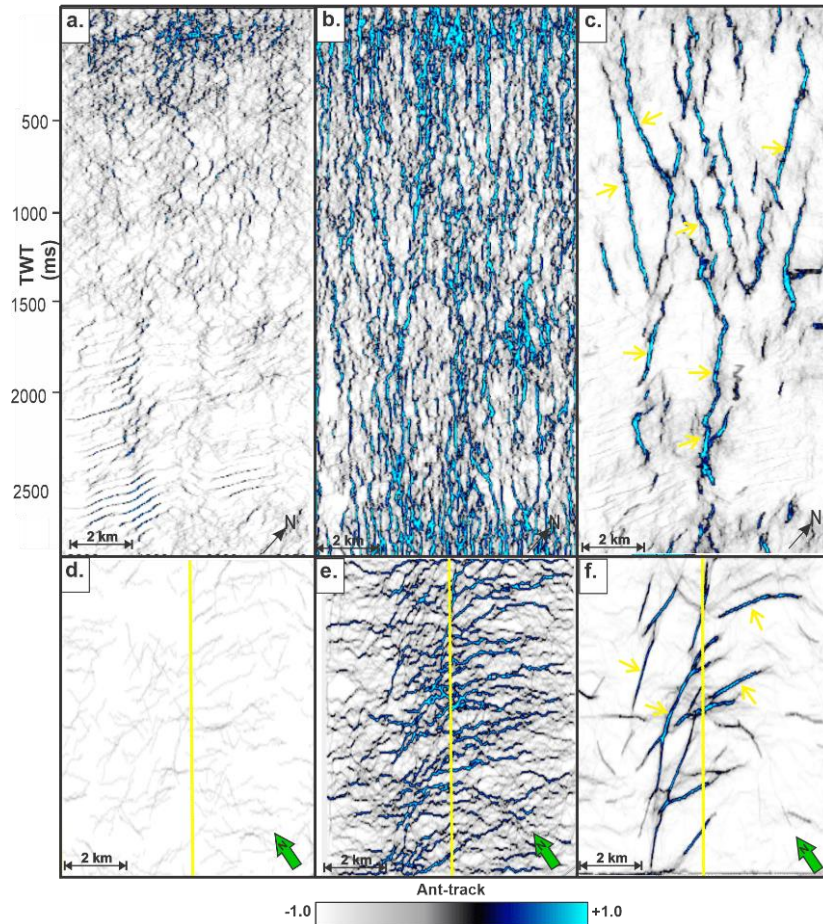 a.
b.
c.
500
1000
TWT
(ms)
1500
2000
2500
2 km
N
2 km
N
2 km
N
d.
e.
f.
2 km
N
2 km
N
2 km
N
Ant-track
-1.0
+1.0